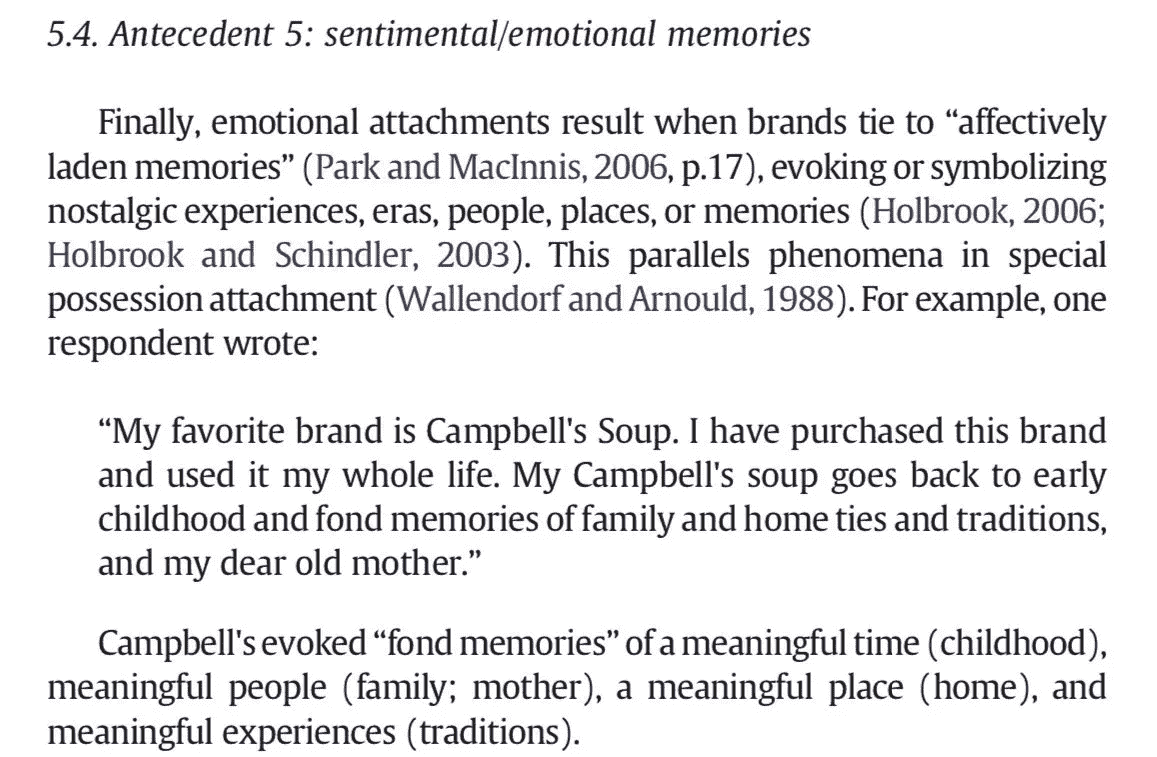 5.4. Antecedent 5: sentimental/emotional memories
Finally, emotional attachments result when brands tie to “affectively
laden memories” (Park and MacInnis, 2006, p.17), evoking or symbolizing
nostalgic experiences, eras, people, places, or memories (Holbrook, 2006;
Holbrook and Schindler, 2003). This parallels phenomena in special
possession attachment (Wallendorf and Arnould, 1988). For example, one
respondent wrote:
“My favorite brand is Campbell's Soup. I have purchased this brand
and used it my whole life. My Campbell's soup goes back to early
childhood and fond memories of family and home ties and traditions,
and my dear old mother.”
Campbell's evoked “fond memories” of a meaningful time (childhood),
meaningful people (family; mother), a meaningful place (home), and
meaningful experiences (traditions).